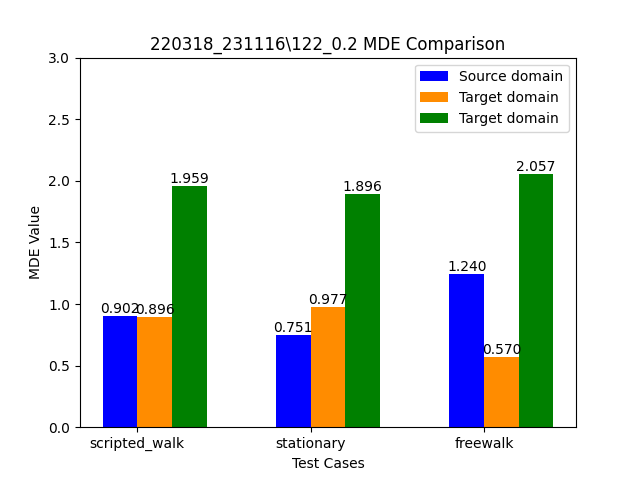 220318_231116\122_0.2 MDE Comparison
Source domain
Target domain
Target domain
MDE Value
3.0
2.5
2.0
1.5
1.0
0.5
0.0
0.902
0.896
1.959
0.751
0.977
1.896
1.240
0.570
2.057
scripted_walk
stationary
freewalk
Test Cases